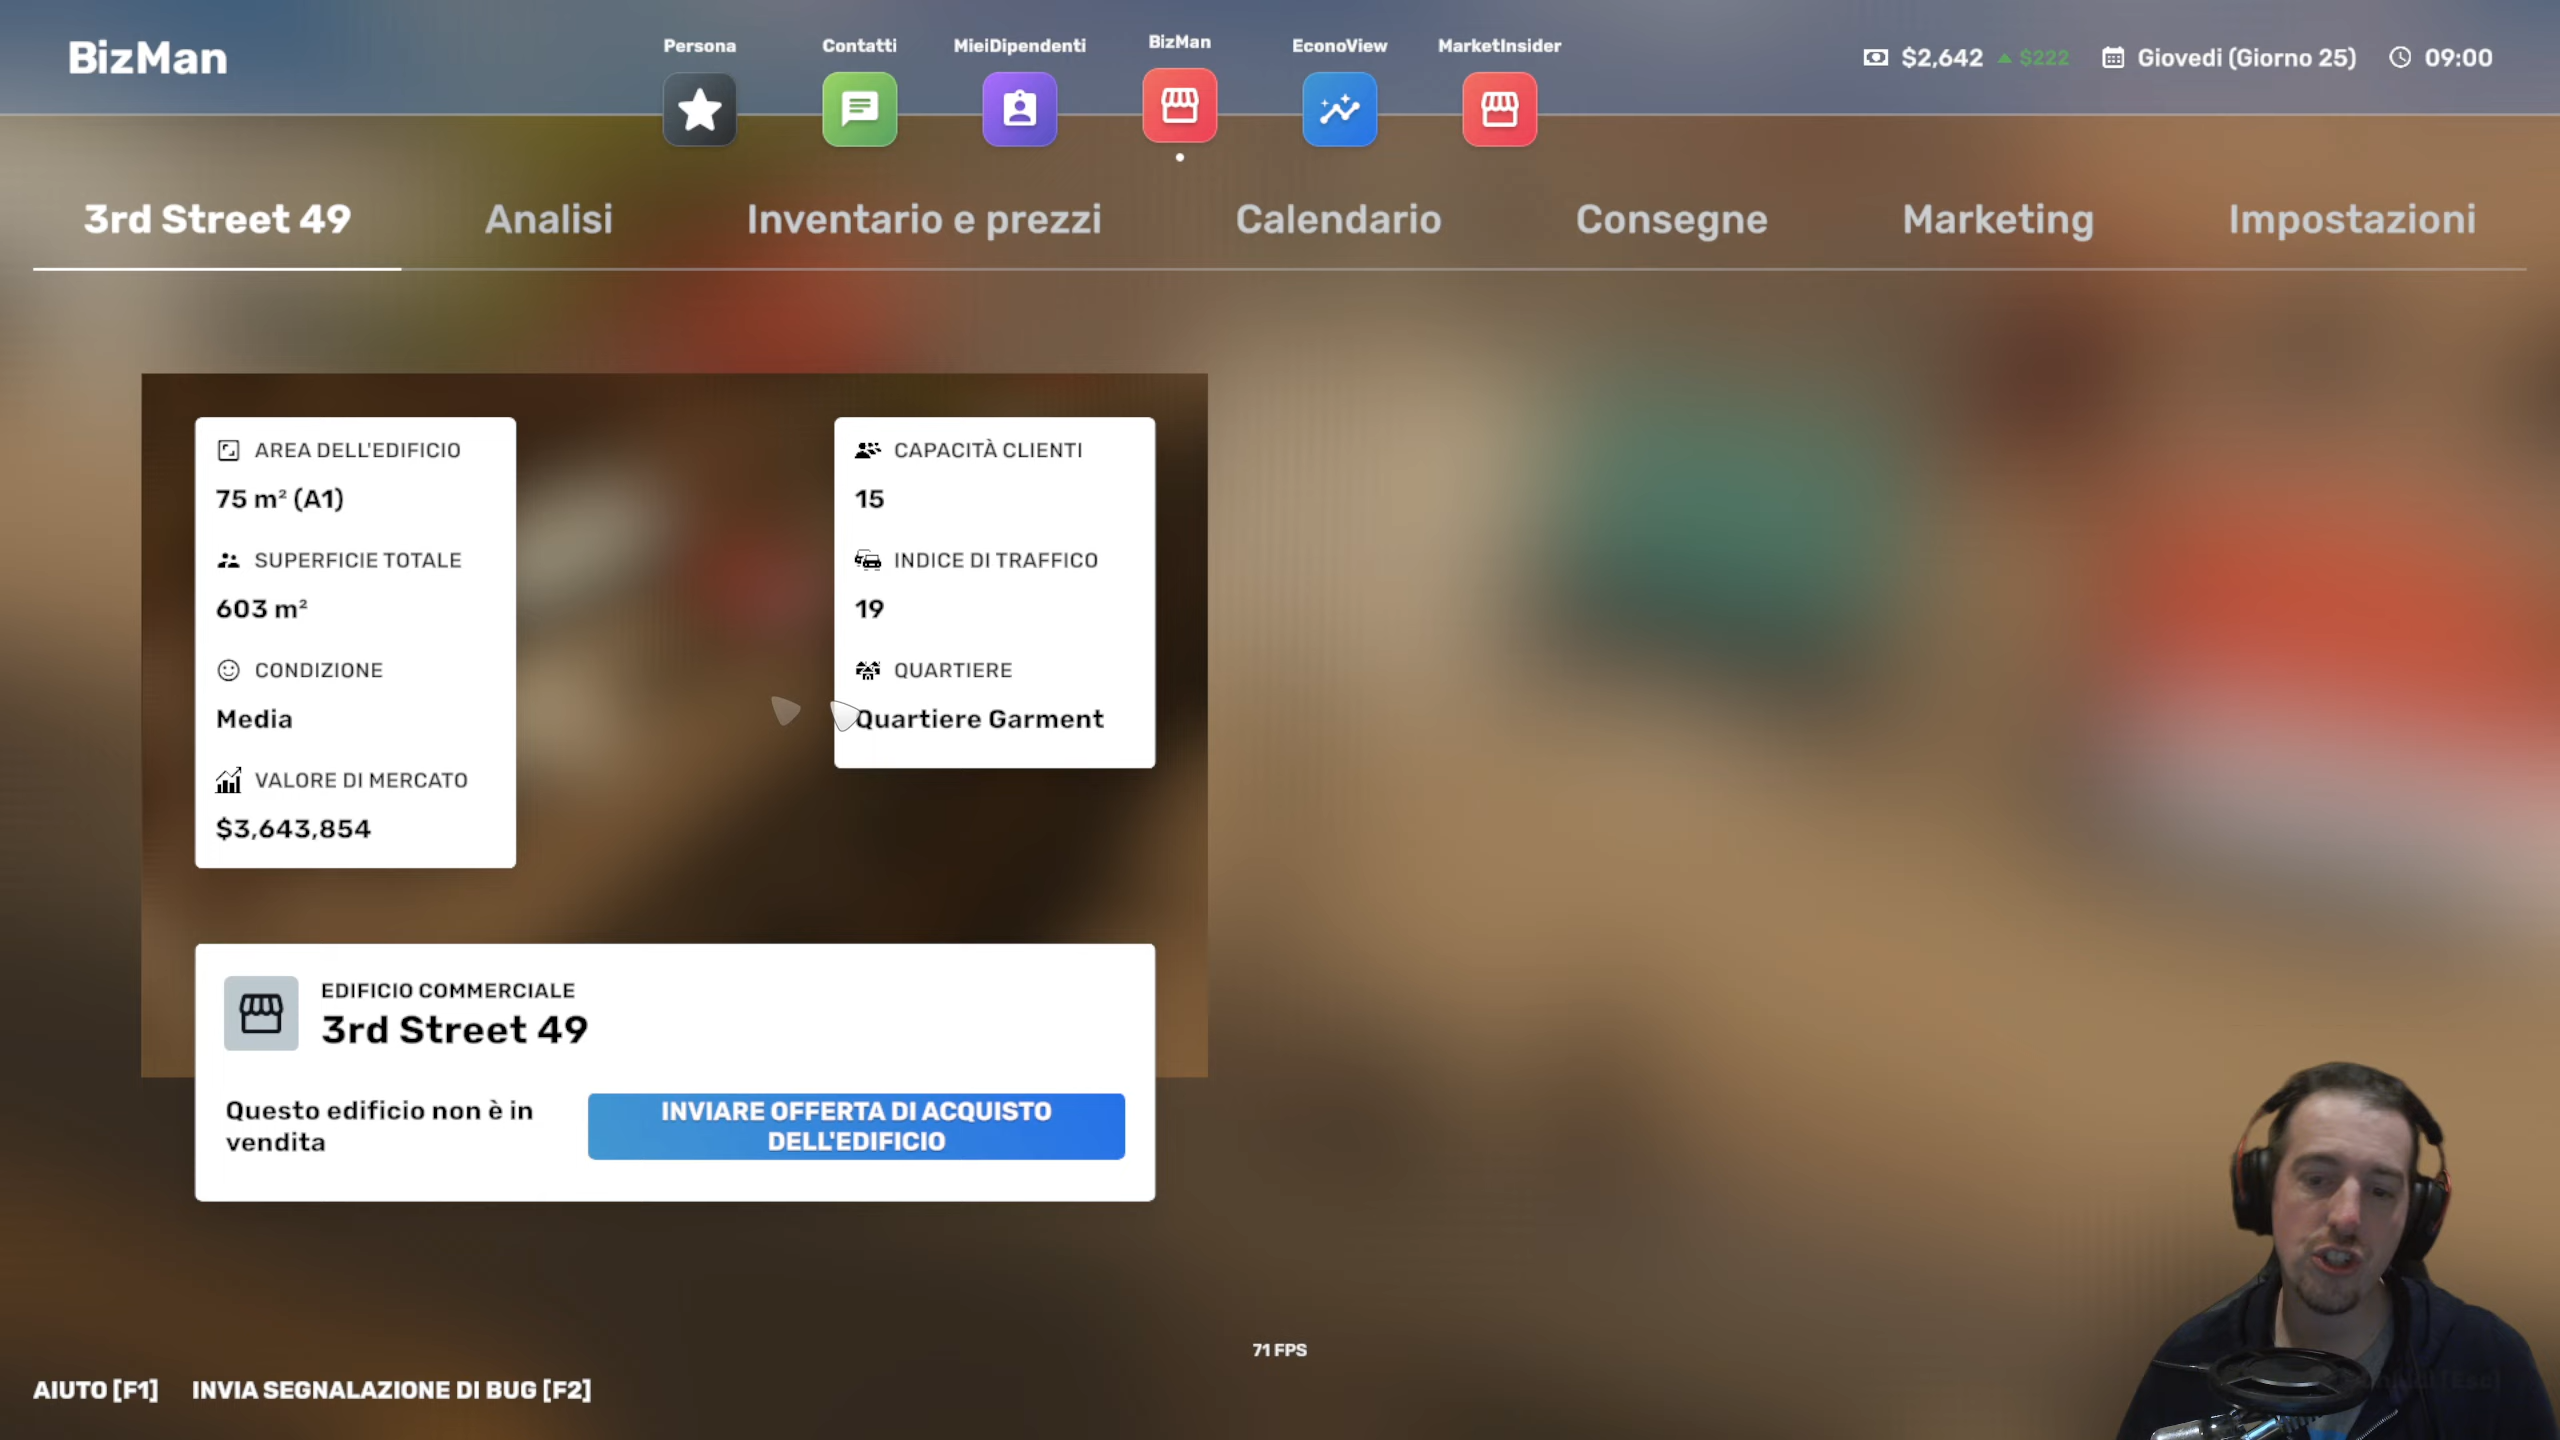 BizMan
Persona
Contatti
MieiDipendenti
BizMan
EconoView
MarketInsider
$2,642 $222
Giovedi (Giorno 25)
09:00
3rd Street 49
Analisi
Inventario e prezzi
Calendario
Consegne
Marketing
Impostazioni
AREA DELL'EDIFICIO
75 m² (A1)
SUPERFICIE TOTALE
603 m²
CONDIZIONE
Media
VALORE DI MERCATO
$3,643,854
CAPACITÀ CLIENTI
15
INDICE DI TRAFFICO
19
QUARTIERE
Quartiere Garment
EDIFICIO COMMERCIALE
3rd Street 49
Questo edificio non è in
vendita
INVIARE OFFERTA DI ACQUISTO
DELL'EDIFICIO
71 FPS
AIUTO [F1]
INVIA SEGNALAZIONE DI BUG [F2]